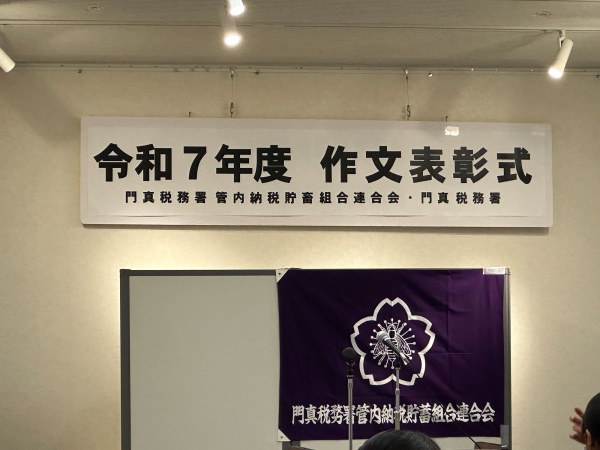 令和7年度 作文表彰式
門真税務署 管内納税貯蓄組合連合会・門真税務署
門真税務署管内納税貯蓄組合連合会